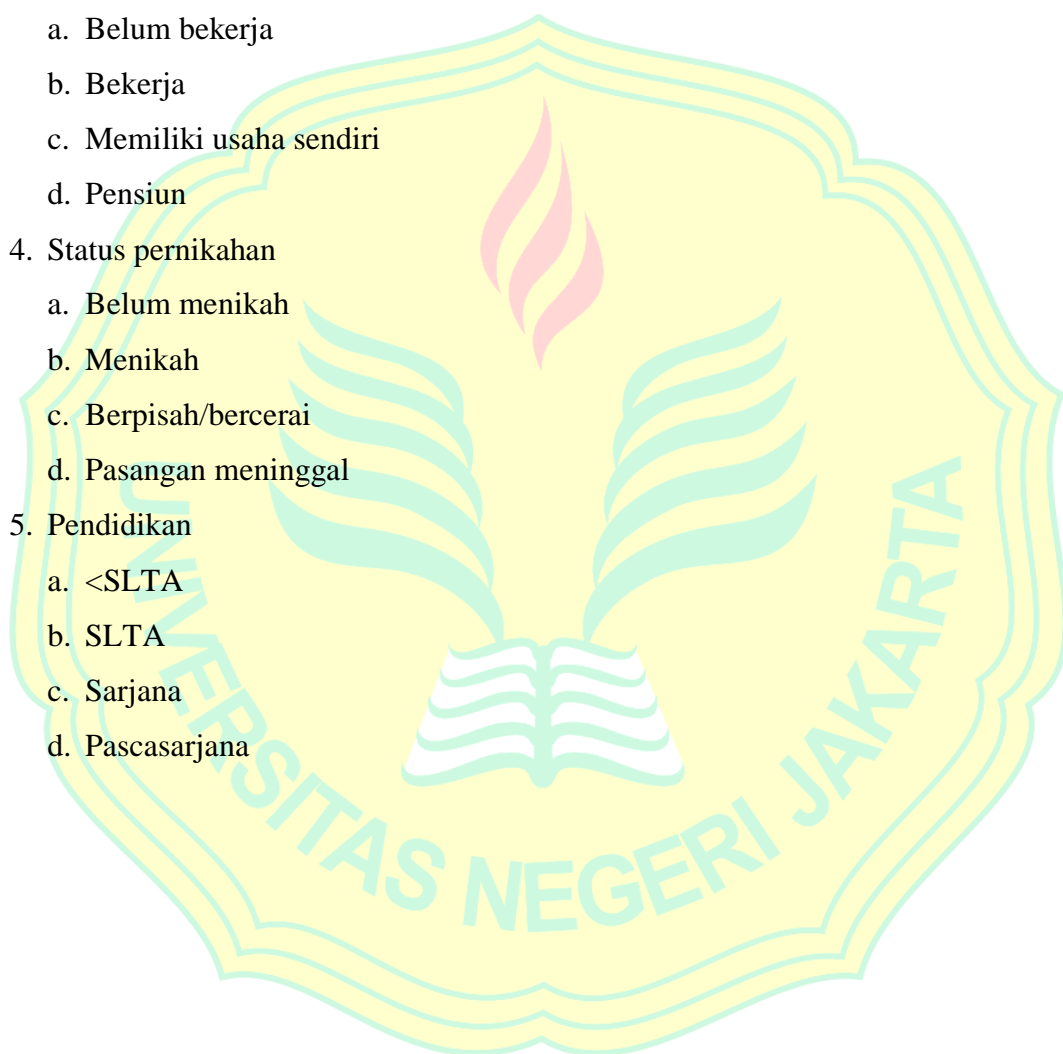 a. Belum bekerja
b. Bekerja
c. Memiliki usaha sendiri
d. Pensiun
4. Status pernikahan
a. Belum menikah
b. Menikah
c. Berpisah/bercerai
d. Pasangan meninggal
5. Pendidikan
a. <SLTA
b. SLTA
c. Sarjana
d. Pascasarjana
UNIVERSITAS NEGERI JAKARTA